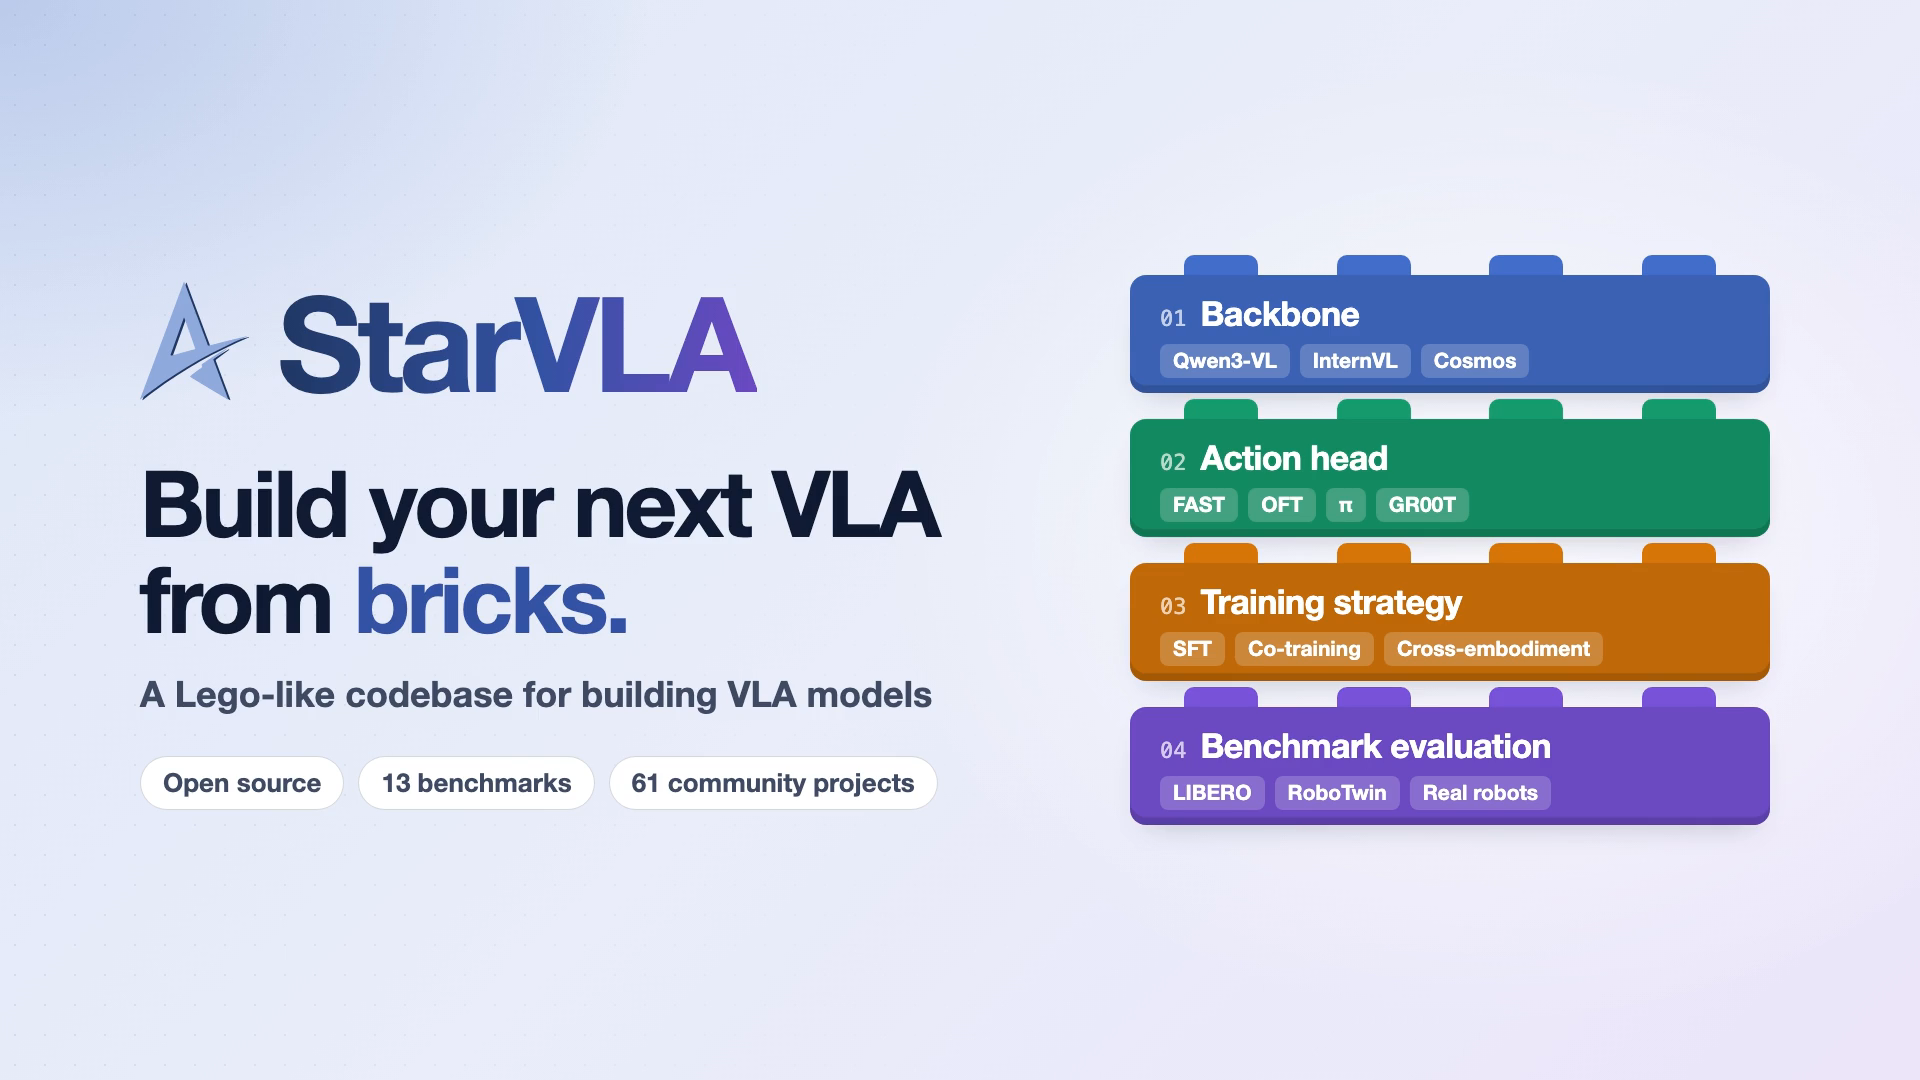 StarVLA
Build your next VLA
from bricks.
A Lego-like codebase for building VLA models
Open source
13 benchmarks
61 community projects
01 Backbone
Qwen3-VL InternVL Cosmos
02 Action head
FAST OFT π GR00T
03 Training strategy
SFT Co-training Cross-embodiment
04 Benchmark evaluation
LIBERO RoboTwin Real robots